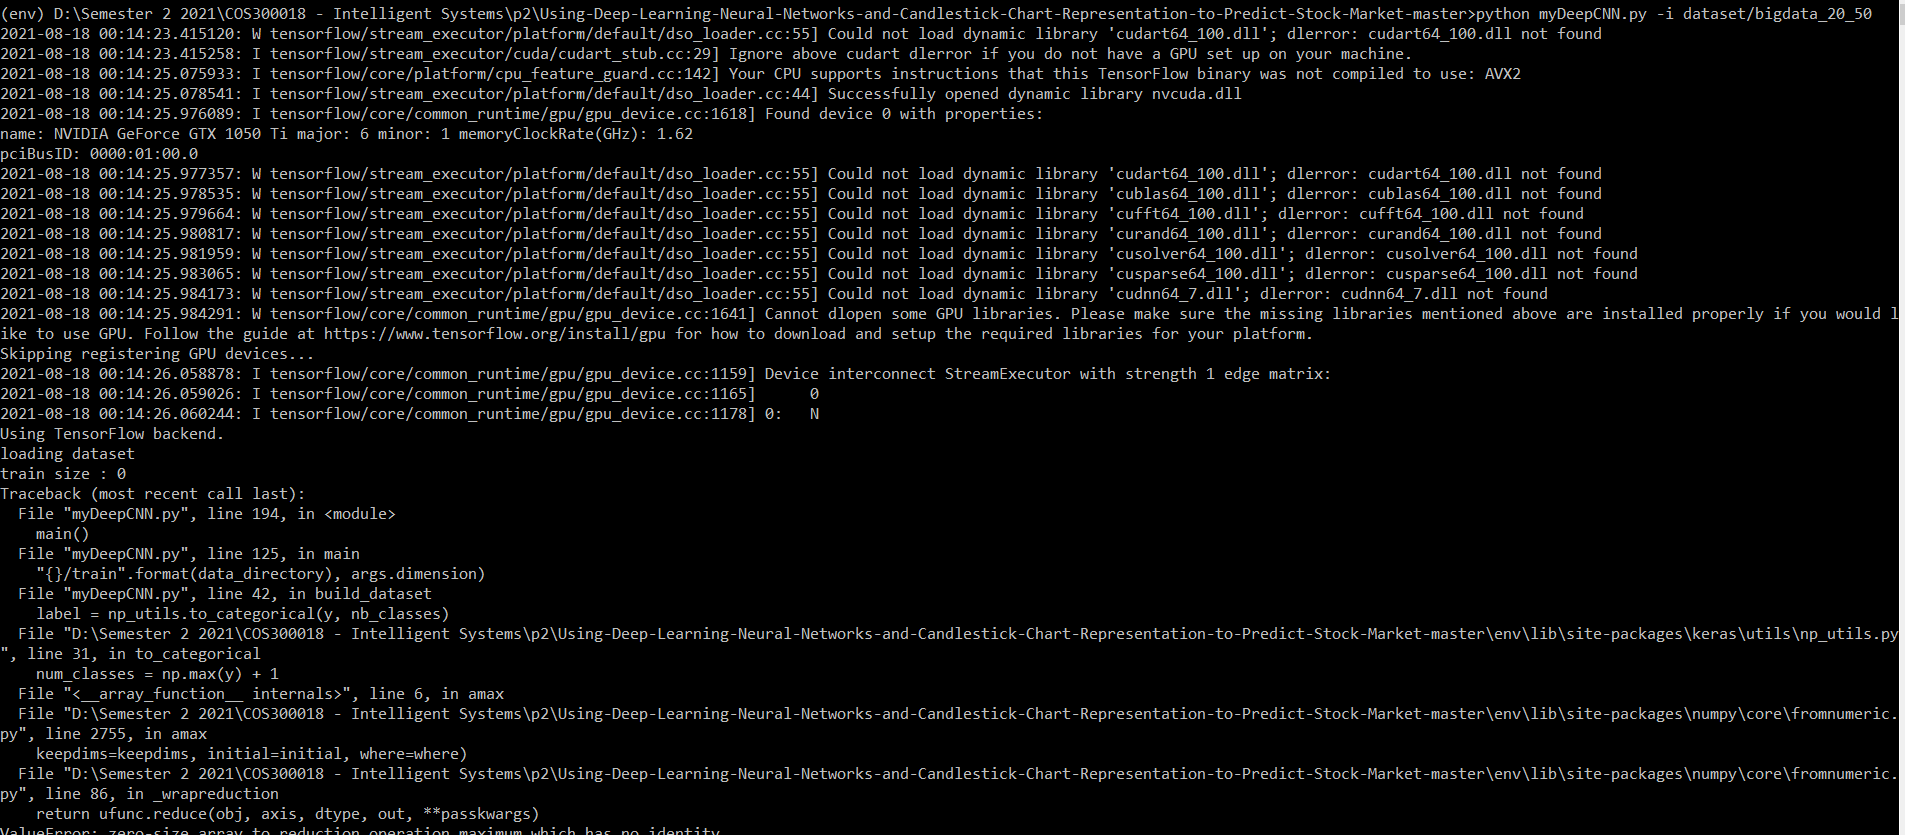 (env) D:\Semester 2 2021\COS300018 - Intelligent Systems\p2\Using-Deep-Learning-Neural-Networks-and-Candlestick-Chart-Representation-to-Predict-Stock-Market-master>python myDeepCNN.py -i dataset/bigdata_20_50
2021-08-18 00:14:23.415120: W tensorflow/stream_executor/platform/default/dso_loader.cc:55] Could not load dynamic library 'cudart64_100.dll'; dlerror: cudart64_100.dll not found
2021-08-18 00:14:23.415258: I tensorflow/stream_executor/cuda/cudart_stub.cc:29] Ignore above cudart dlerror if you do not have a GPU set up on your machine.
2021-08-18 00:14:25.075933: I tensorflow/core/platform/cpu_feature_guard.cc:142] Your CPU supports instructions that this TensorFlow binary was not compiled to use: AVX2
2021-08-18 00:14:25.078541: I tensorflow/stream_executor/platform/default/dso_loader.cc:44] Successfully opened dynamic library nvcuda.dll
2021-08-18 00:14:25.976089: I tensorflow/core/common_runtime/gpu/gpu_device.cc:1618] Found device 0 with properties:
name: NVIDIA GeForce GTX 1050 Ti major: 6 minor: 1 memoryClockRate(GHz): 1.62
pciBusID: 0000:01:00.0
2021-08-18 00:14:25.977357: W tensorflow/stream_executor/platform/default/dso_loader.cc:55] Could not load dynamic library 'cudart64_100.dll'; dlerror: cudart64_100.dll not found
2021-08-18 00:14:25.978535: W tensorflow/stream_executor/platform/default/dso_loader.cc:55] Could not load dynamic library 'cublas64_100.dll'; dlerror: cublas64_100.dll not found
2021-08-18 00:14:25.979664: W tensorflow/stream_executor/platform/default/dso_loader.cc:55] Could not load dynamic library 'cufft64_100.dll'; dlerror: cufft64_100.dll not found
2021-08-18 00:14:25.980817: W tensorflow/stream_executor/platform/default/dso_loader.cc:55] Could not load dynamic library 'curand64_100.dll'; dlerror: curand64_100.dll not found
2021-08-18 00:14:25.981959: W tensorflow/stream_executor/platform/default/dso_loader.cc:55] Could not load dynamic library 'cusolver64_100.dll'; dlerror: cusolver64_100.dll not found
2021-08-18 00:14:25.983065: W tensorflow/stream_executor/platform/default/dso_loader.cc:55] Could not load dynamic library 'cusparse64_100.dll'; dlerror: cusparse64_100.dll not found
2021-08-18 00:14:25.984173: W tensorflow/stream_executor/platform/default/dso_loader.cc:55] Could not load dynamic library 'cudnn64_7.dll'; dlerror: cudnn64_7.dll not found
2021-08-18 00:14:25.984291: W tensorflow/core/common_runtime/gpu/gpu_device.cc:1641] Cannot dlopen some GPU libraries. Please make sure the missing libraries mentioned above are installed properly if you would l
ike to use GPU. Follow the guide at https://www.tensorflow.org/install/gpu for how to download and setup the required libraries for your platform.
Skipping registering GPU devices...
2021-08-18 00:14:26.058878: I tensorflow/core/common_runtime/gpu/gpu_device.cc:1159] Device interconnect StreamExecutor with strength 1 edge matrix:
2021-08-18 00:14:26.059026: I tensorflow/core/common_runtime/gpu/gpu_device.cc:1165]      0
2021-08-18 00:14:26.060244: I tensorflow/core/common_runtime/gpu/gpu_device.cc:1178] 0:   N
Using TensorFlow backend.
loading dataset
train size : 0
Traceback (most recent call last):
  File "myDeepCNN.py", line 194, in <module>
    main()
  File "myDeepCNN.py", line 125, in main
    "{}/train".format(data_directory), args.dimension)
  File "myDeepCNN.py", line 42, in build_dataset
    label = np_utils.to_categorical(y, nb_classes)
  File "D:\Semester 2 2021\COS300018 - Intelligent Systems\p2\Using-Deep-Learning-Neural-Networks-and-Candlestick-Chart-Representation-to-Predict-Stock-Market-master\env\lib\site-packages\keras\utils\np_utils.py
", line 31, in to_categorical
    num_classes = np.max(y) + 1
  File "<__array_function__ internals>", line 6, in amax
  File "D:\Semester 2 2021\COS300018 - Intelligent Systems\p2\Using-Deep-Learning-Neural-Networks-and-Candlestick-Chart-Representation-to-Predict-Stock-Market-master\env\lib\site-packages\numpy\core\fromnumeric.
py", line 2755, in amax
    keepdims=keepdims, initial=initial, where=where)
  File "D:\Semester 2 2021\COS300018 - Intelligent Systems\p2\Using-Deep-Learning-Neural-Networks-and-Candlestick-Chart-Representation-to-Predict-Stock-Market-master\env\lib\site-packages\numpy\core\fromnumeric.
py", line 86, in _wrapreduction
    return ufunc.reduce(obj, axis, dtype, out, **passkwargs)
ValueError: zero-size array to reduction operation maximum which has no identity